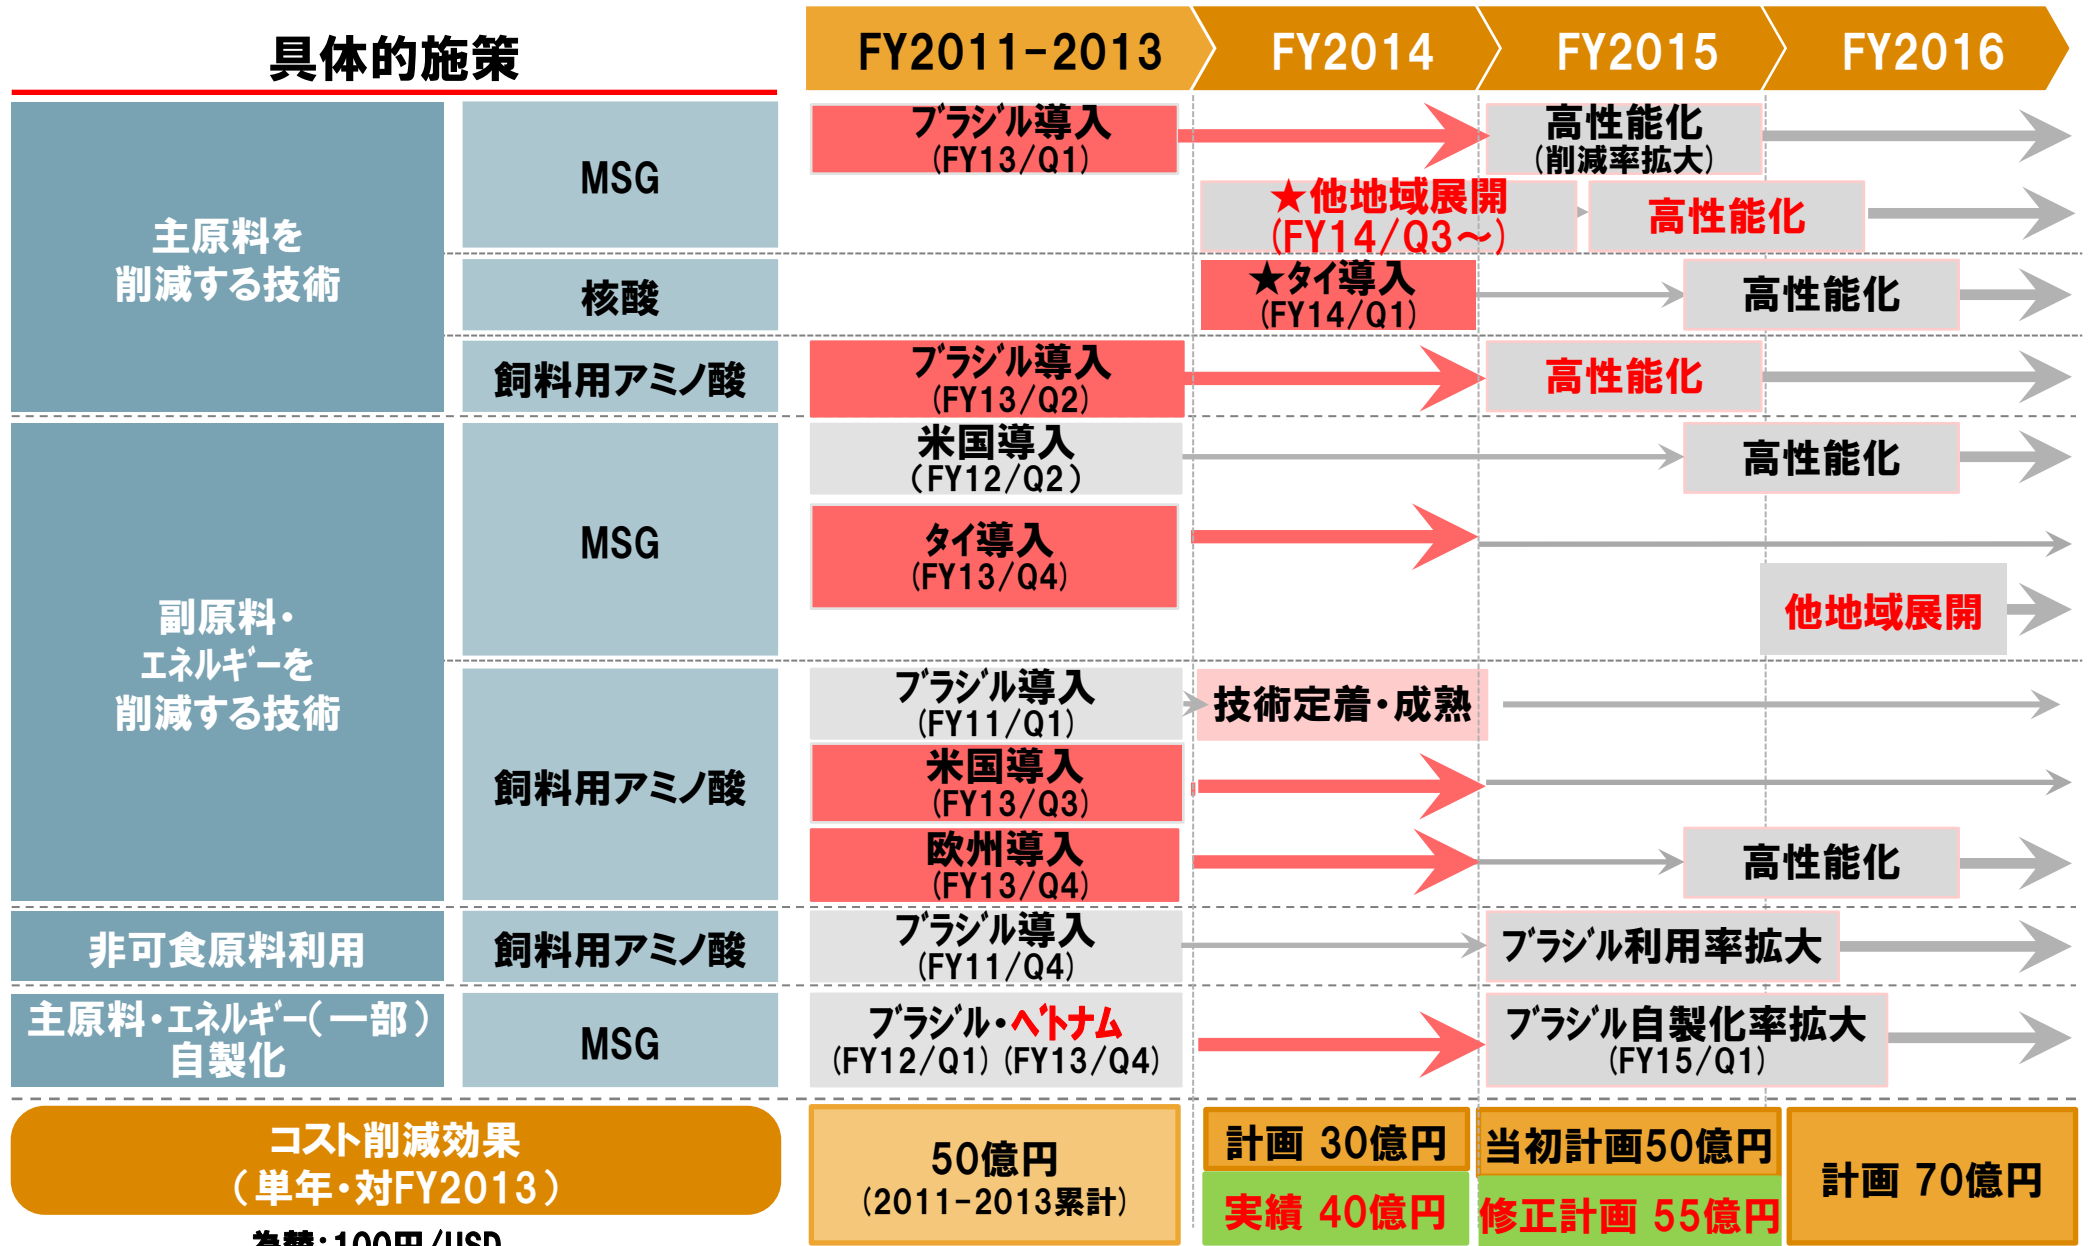 具体的施策
FY2011-2013
FY2014
FY2015
FY2016
主原料を
削減する技術
MSG
ブラジル導入
(FY13/Q1)
高性能化
(削減率拡大)
★他地域展開
(FY14/Q3～)
高性能化
核酸
★タイ導入
(FY14/Q1)
高性能化
飼料用アミノ酸
ブラジル導入
(FY13/Q2)
高性能化
副原料・
エネルギーを
削減する技術
MSG
米国導入
(FY12/Q2)
高性能化
タイ導入
(FY13/Q4)
他地域展開
飼料用アミノ酸
ブラジル導入
(FY11/Q1)
技術定着・成熟
米国導入
(FY13/Q3)
欧州導入
(FY13/Q4)
高性能化
非可食原料利用
飼料用アミノ酸
ブラジル導入
(FY11/Q4)
ブラジル利用率拡大
主原料・エネルギー(一部)
自製化
MSG
ブラジル・ベトナム
(FY12/Q1) (FY13/Q4)
ブラジル自製化率拡大
(FY15/Q1)
コスト削減効果
(単年・対FY2013)
50億円
(2011-2013累計)
計画 30億円
実績 40億円
当初計画50億円
修正計画 55億円
計画 70億円
為替：100円/USD